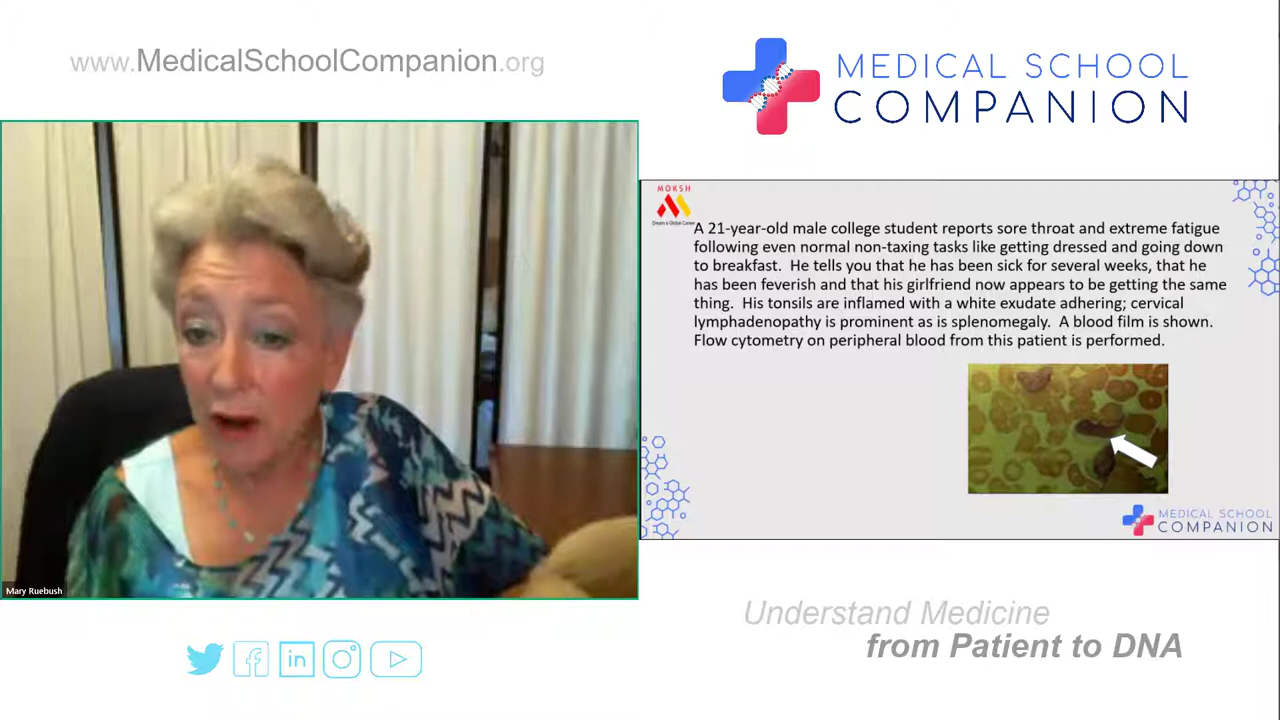 www.MedicalSchoolCompanion.org
MEDICAL SCHOOL
COMPANION
MOKSH
Dream a Global Career
A 21-year-old male college student reports sore throat and extreme fatigue
following even normal non-taxing tasks like getting dressed and going down
to breakfast.  He tells you that he has been sick for several weeks, that he
has been feverish and that his girlfriend now appears to be getting the same
thing.  His tonsils are inflamed with a white exudate adhering; cervical
lymphadenopathy is prominent as is splenomegaly.  A blood film is shown.
Flow cytometry on peripheral blood from this patient is performed.
MEDICAL SCHOOL
COMPANION
Mary Ruebush
Understand Medicine
from Patient to DNA
in